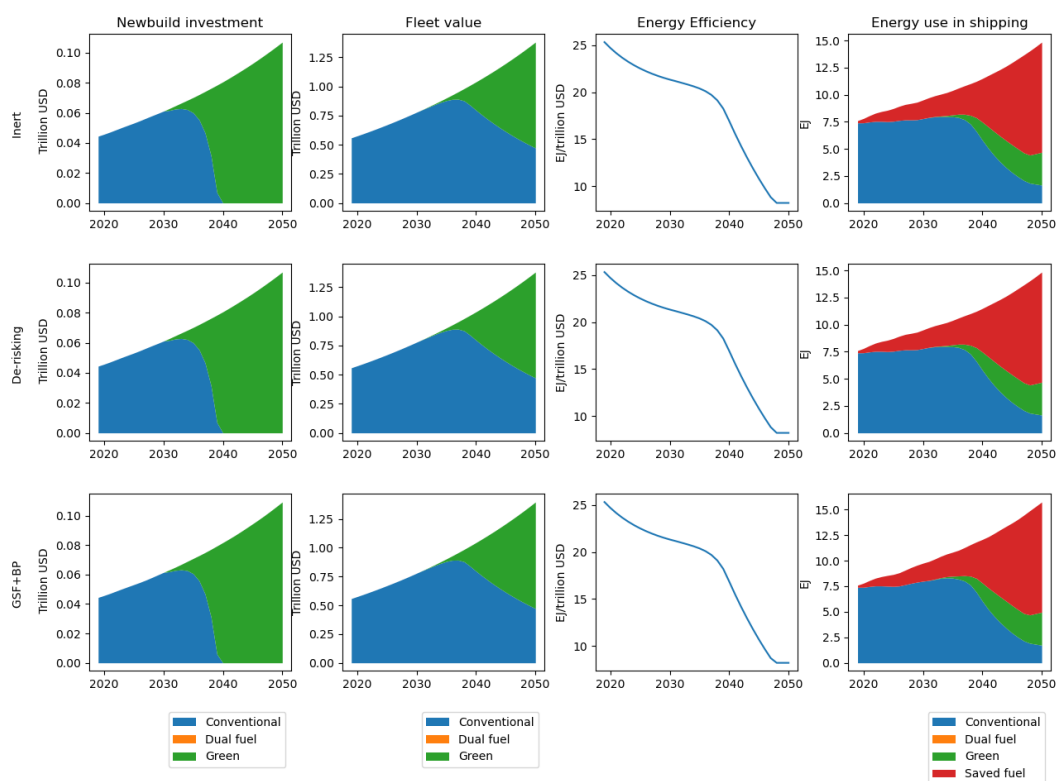 Newbuild investment
Fleet value
Energy Efficiency
Energy use in shipping
Inert
Trillion USD
0.10
0.08
0.06
0.04
0.02
0.00
2020 2030 2040 2050
Trillion USD
1.25
1.00
0.75
0.50
0.25
0.00
2020 2030 2040 2050
EJ/trillion USD
25
20
15
10
2020 2030 2040 2050
EJ
15.0
12.5
10.0
7.5
5.0
2.5
0.0
2020 2030 2040 2050
De-risking
Trillion USD
0.10
0.08
0.06
0.04
0.02
0.00
2020 2030 2040 2050
Trillion USD
1.25
1.00
0.75
0.50
0.25
0.00
2020 2030 2040 2050
EJ/trillion USD
25
20
15
10
2020 2030 2040 2050
EJ
15.0
12.5
10.0
7.5
5.0
2.5
0.0
2020 2030 2040 2050
GSF+BP
Trillion USD
0.10
0.08
0.06
0.04
0.02
0.00
2020 2030 2040 2050
Trillion USD
1.25
1.00
0.75
0.50
0.25
0.00
2020 2030 2040 2050
EJ/trillion USD
25
20
15
10
2020 2030 2040 2050
EJ
15.0
12.5
10.0
7.5
5.0
2.5
0.0
2020 2030 2040 2050
Conventional
Dual fuel
Green
Conventional
Dual fuel
Green
Conventional
Dual fuel
Green
Saved fuel